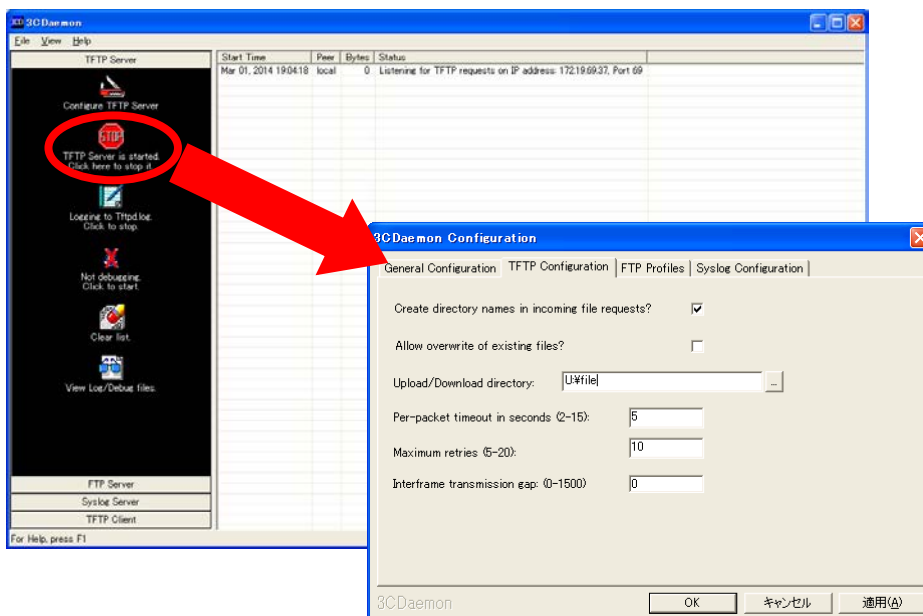 3CDaemon
File View Help
TFTP Server
Configure TFTP Server
STOP
TFTP Server is started.
Click here to stop it.
Logging to Tftpd.log.
Click to stop.
Not debugging.
Click to start.
Clear list.
View Log/Debug files.
FTP Server
Syslog Server
TFTP Client
For Help, press F1
Start Time Peer Bytes Status
Mar 01, 2014 19:04:18 local 0 Listening for TFTP requests on IP address: 172.19.69.37, Port 69
3CDaemon Configuration
General Configuration TFTP Configuration FTP Profiles Syslog Configuration
Create directory names in incoming file requests?
Allow overwrite of existing files?
Upload/Download directory: U:¥file ...
Per-packet timeout in seconds (2-15): 5
Maximum retries (5-20): 10
Interframe transmission gap: (0-1500) 0
3CDaemon
OK キャンセル 適用(A)